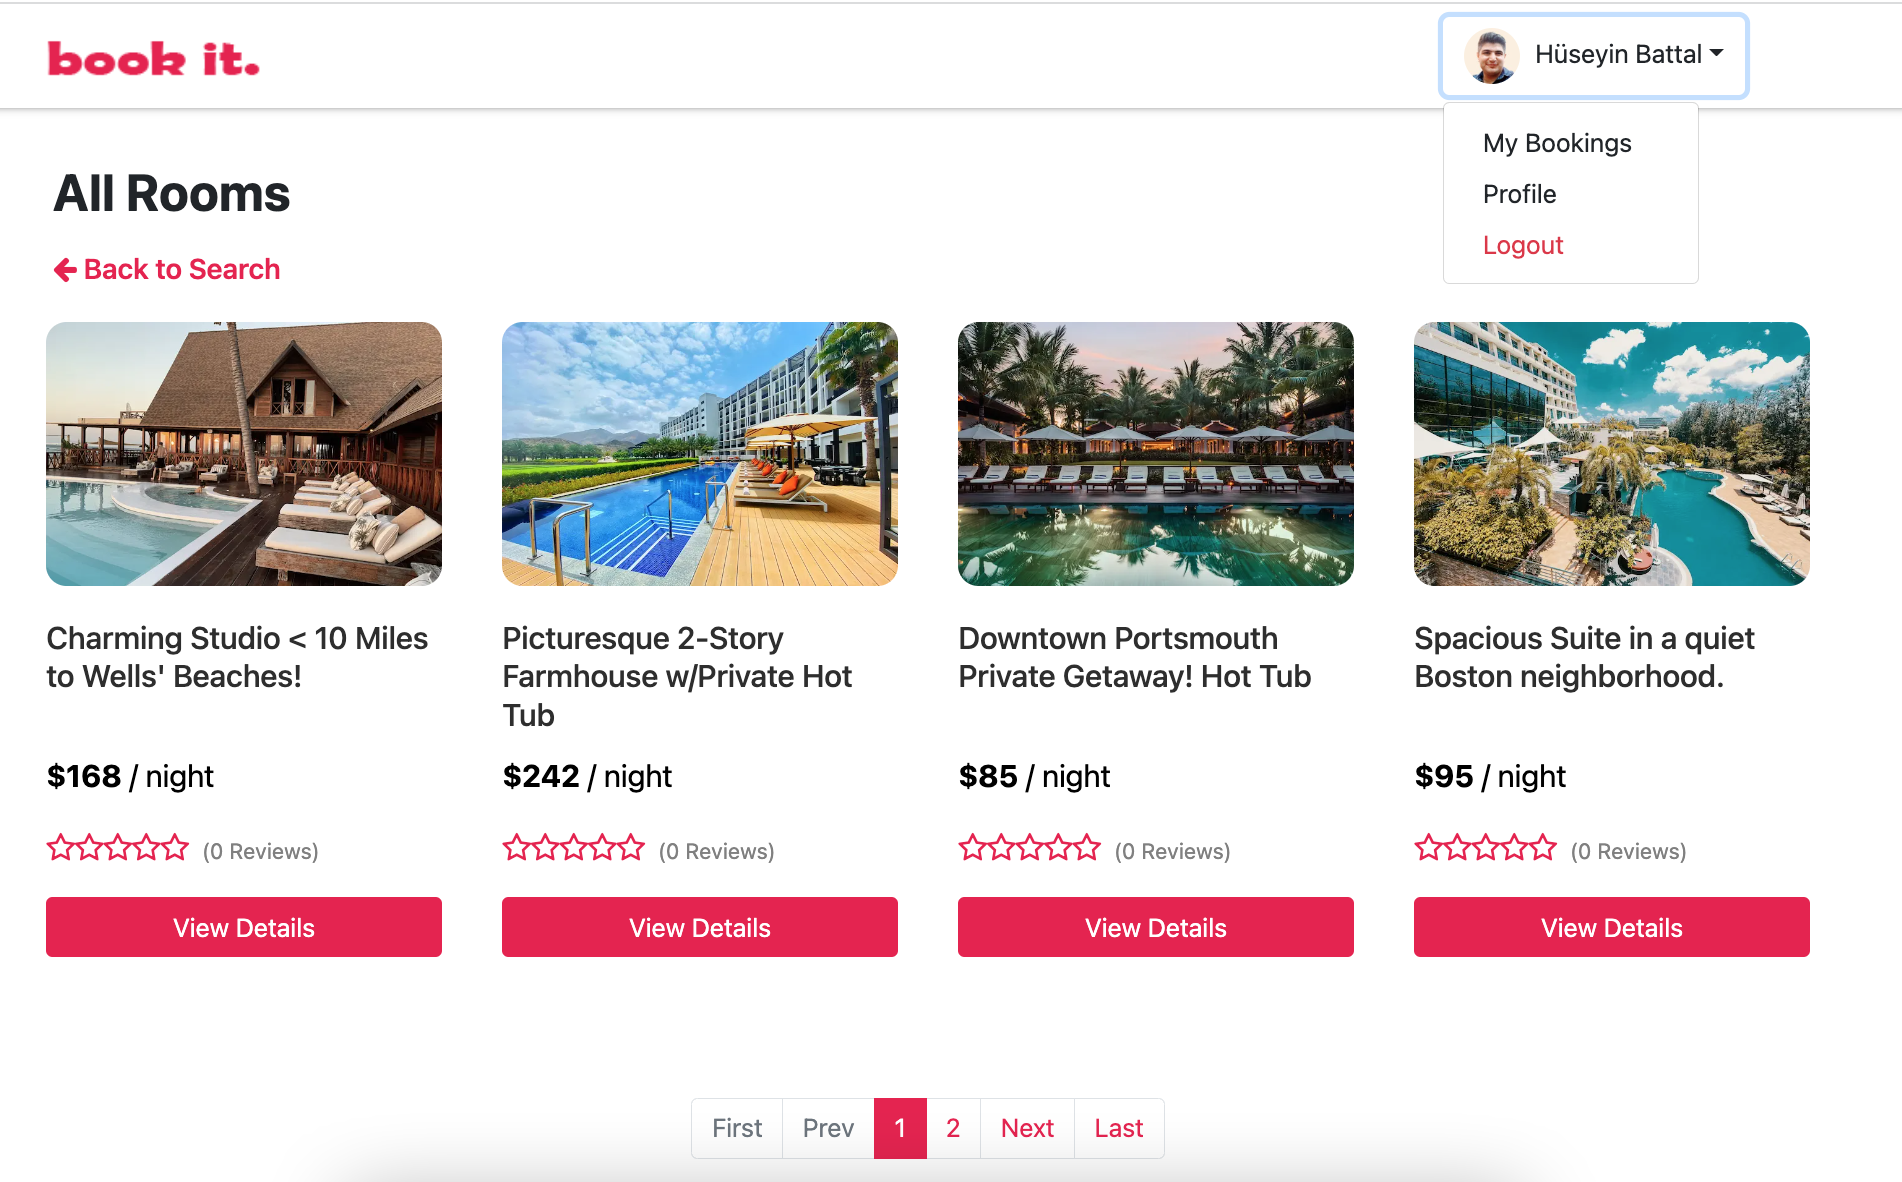 book it.
Hüseyin Battal
My Bookings
Profile
Logout
All Rooms
Back to Search
Charming Studio < 10 Miles
to Wells' Beaches!
$168 / night
(0 Reviews)
View Details
Picturesque 2-Story
Farmhouse w/Private Hot
Tub
$242 / night
(0 Reviews)
View Details
Downtown Portsmouth
Private Getaway! Hot Tub
$85 / night
(0 Reviews)
View Details
Spacious Suite in a quiet
Boston neighborhood.
$95 / night
(0 Reviews)
View Details
First Prev 1 2 Next Last